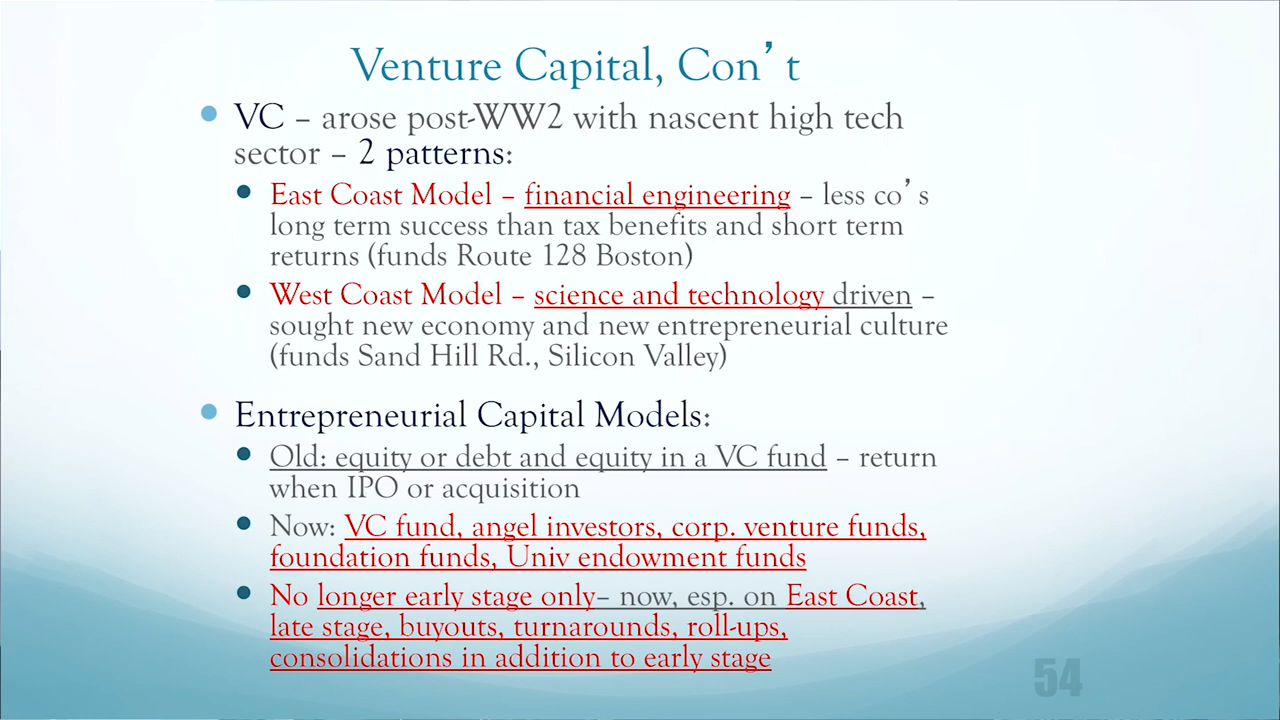 Venture Capital, Con’t
VC – arose post-WW2 with nascent high tech
sector – 2 patterns:
East Coast Model – financial engineering – less co’s
long term success than tax benefits and short term
returns (funds Route 128 Boston)
West Coast Model – science and technology driven –
sought new economy and new entrepreneurial culture
(funds Sand Hill Rd., Silicon Valley)
Entrepreneurial Capital Models:
Old: equity or debt and equity in a VC fund – return
when IPO or acquisition
Now: VC fund, angel investors, corp. venture funds,
foundation funds, Univ endowment funds
No longer early stage only– now, esp. on East Coast,
late stage, buyouts, turnarounds, roll-ups,
consolidations in addition to early stage
54